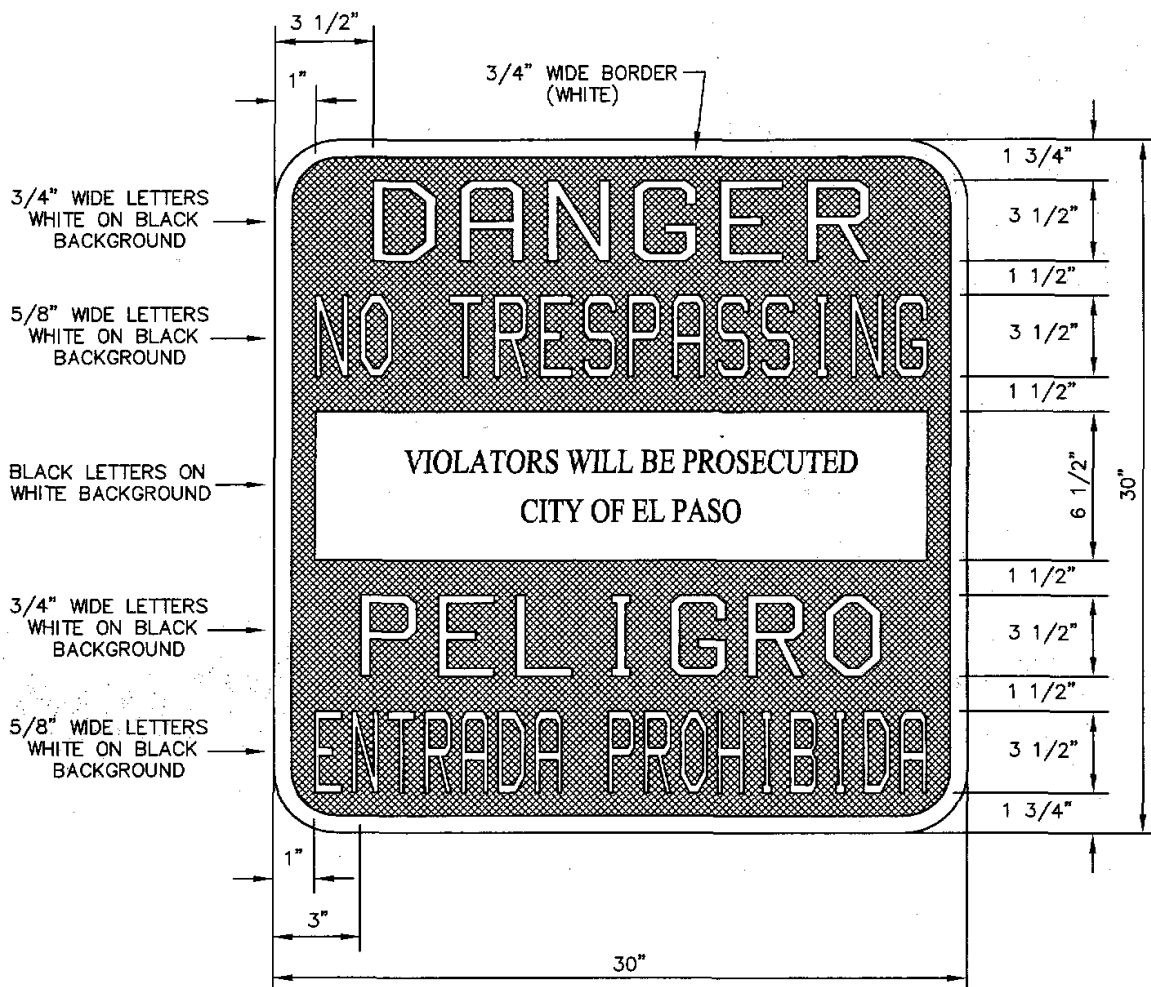 3 1/2"
1"
3/4" WIDE BORDER
(WHITE)
3/4" WIDE LETTERS
WHITE ON BLACK
BACKGROUND
5/8" WIDE LETTERS
WHITE ON BLACK
BACKGROUND
BLACK LETTERS ON
WHITE BACKGROUND
3/4" WIDE LETTERS
WHITE ON BLACK
BACKGROUND
5/8" WIDE LETTERS
WHITE ON BLACK
BACKGROUND
DANGER
NO TRESPASSING
VIOLATORS WILL BE PROSECUTED
CITY OF EL PASO
PELIGRO
ENTRADA PROHIBIDA
1 3/4"
3 1/2"
1 1/2"
3 1/2"
1 1/2"
6 1/2"
30"
1 1/2"
3 1/2"
1 1/2"
3 1/2"
1 3/4"
1"
3"
30"